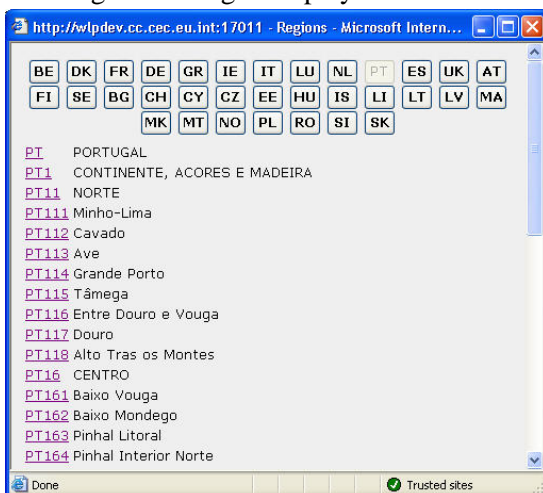 http://wlpdev.cc.cec.eu.int:17011 - Regions - Microsoft Intern...
BE DK FR DE GR IE IT LU NL PT ES UK AT
FI SE BG CH CY CZ EE HU IS LI LT LV MA
MK MT NO PL RO SI SK
PT PORTUGAL
PT1 CONTINENTE, ACORES E MADEIRA
PT11 NORTE
PT111 Minho-Lima
PT112 Cavado
PT113 Ave
PT114 Grande Porto
PT115 Tâmega
PT116 Entre Douro e Vouga
PT117 Douro
PT118 Alto Tras os Montes
PT16 CENTRO
PT161 Baixo Vouga
PT162 Baixo Mondego
PT163 Pinhal Litoral
PT164 Pinhal Interior Norte
Done Trusted sites